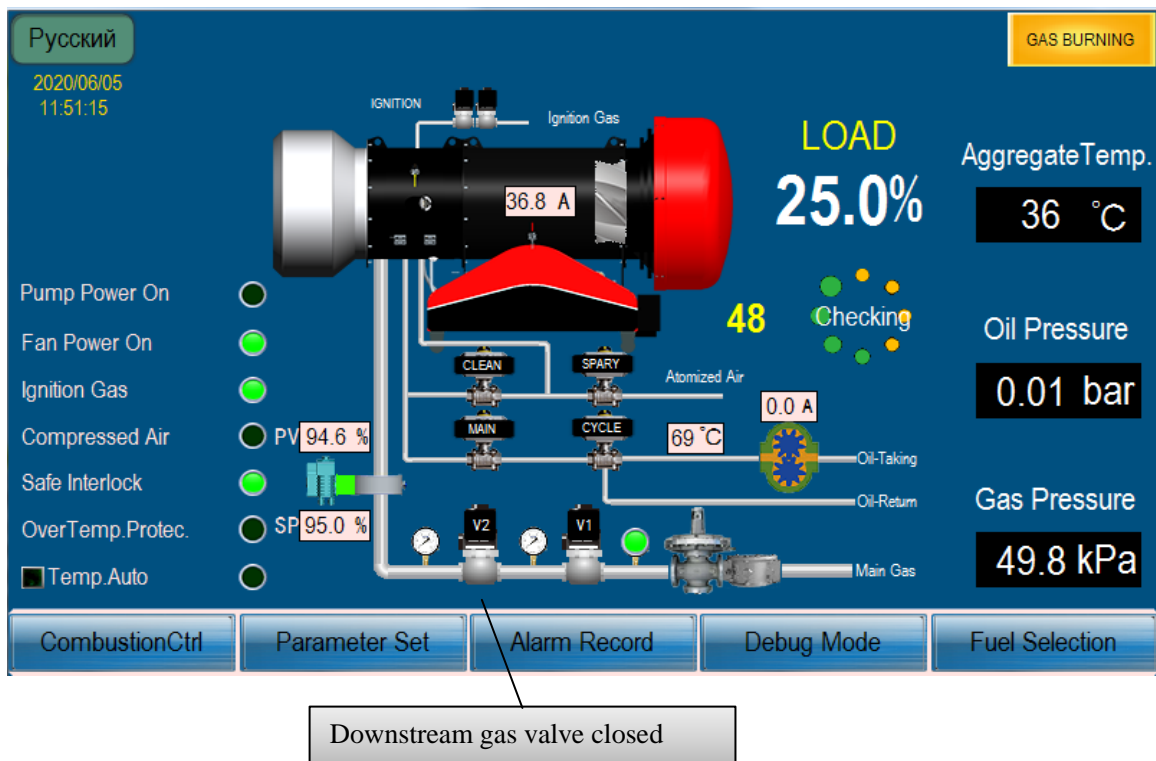 Русский
GAS BURNING
2020/06/05
11:51:15
IGNITION
Ignition Gas
LOAD
25.0%
AggregateTemp.
36 °C
36.8 A
Pump Power On
Fan Power On
Ignition Gas
Compressed Air
Safe Interlock
OverTemp.Protec.
Temp.Auto
PV 94.6 %
SP 95.0 %
48
Checking
Oil Pressure
0.01 bar
CLEAN
SPARY
Atomized Air
0.0 A
MAIN
CYCLE
69 °C
Oil-Taking
Oil-Return
Gas Pressure
49.8 kPa
V2
V1
Main Gas
CombustionCtrl
Parameter Set
Alarm Record
Debug Mode
Fuel Selection
Downstream gas valve closed